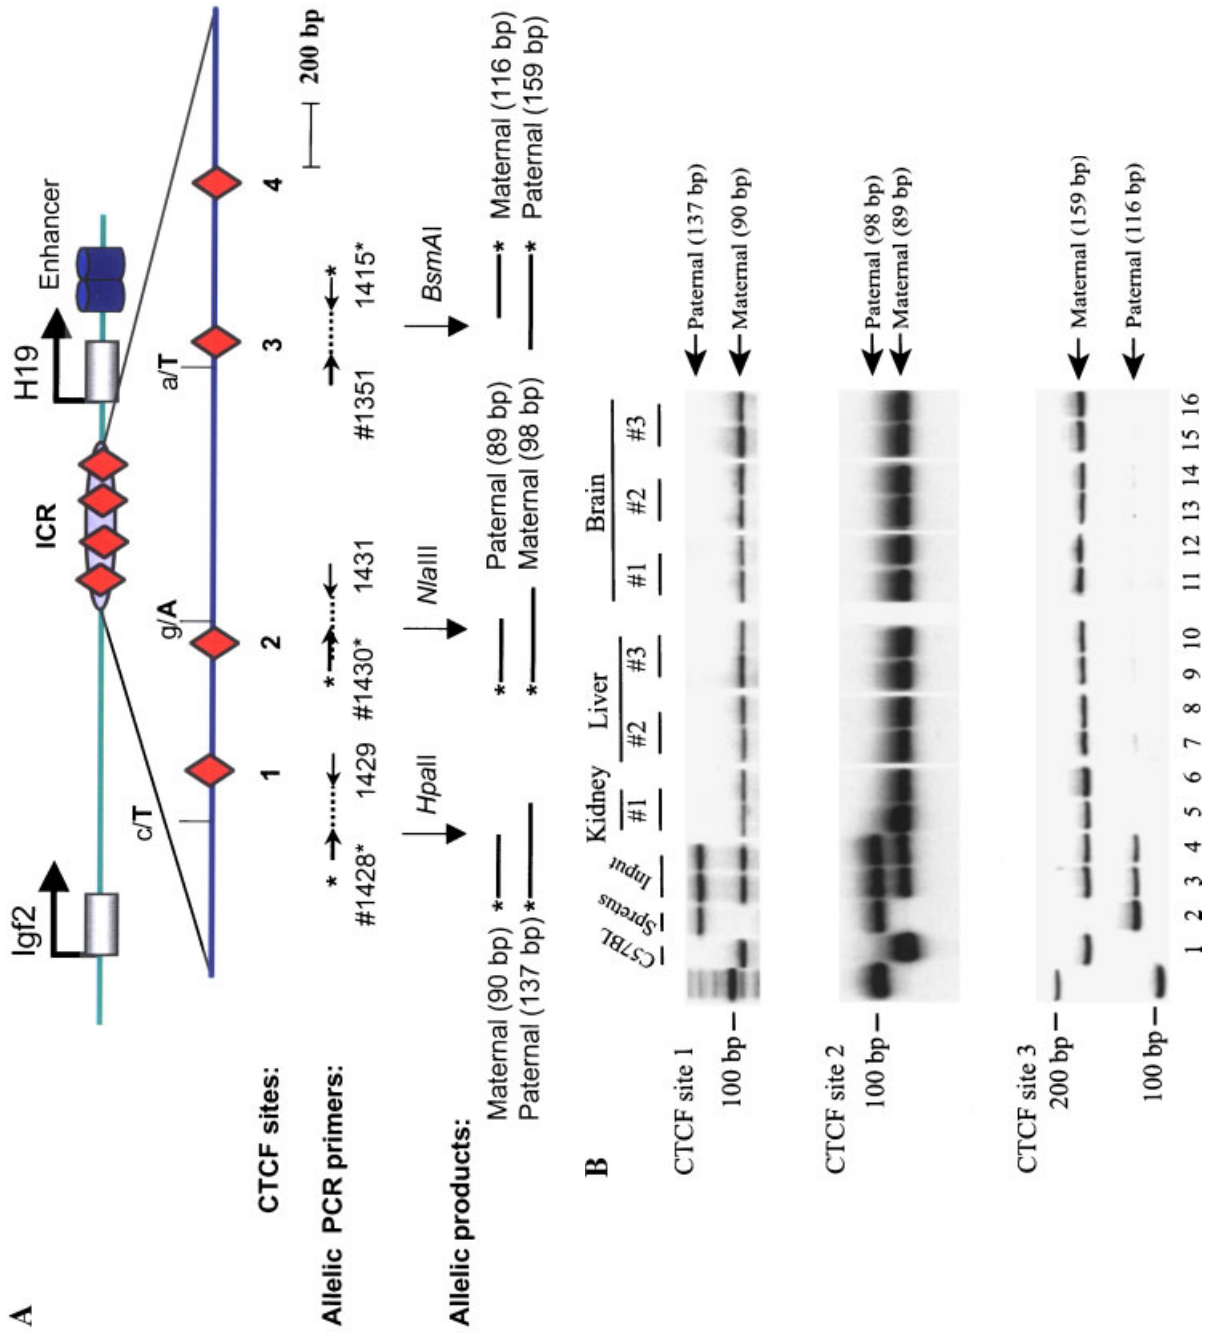 A
Igf2
ICR
H19
Enhancer
c/T
g/A
a/T
200 bp
CTCF sites:
1
2
3
4
Allelic PCR primers:
*
#1428*
1429
*
#1430*
1431
#1351
1415*
*
HpaII
NlaIII
BsmAI
Allelic products:
Maternal (90 bp) *
Paternal (137 bp) *
* Paternal (89 bp)
* Maternal (98 bp)
* Maternal (116 bp)
* Paternal (159 bp)
B
C57BL
Spretus
Input
Kidney
Liver
Brain
#1
#2
#3
#1
#2
#3
CTCF site 1
100 bp
Paternal (137 bp)
Maternal (90 bp)
CTCF site 2
100 bp
Paternal (98 bp)
Maternal (89 bp)
CTCF site 3
200 bp
100 bp
Maternal (159 bp)
Paternal (116 bp)
1 2 3 4 5 6 7 8 9 10 11 12 13 14 15 16